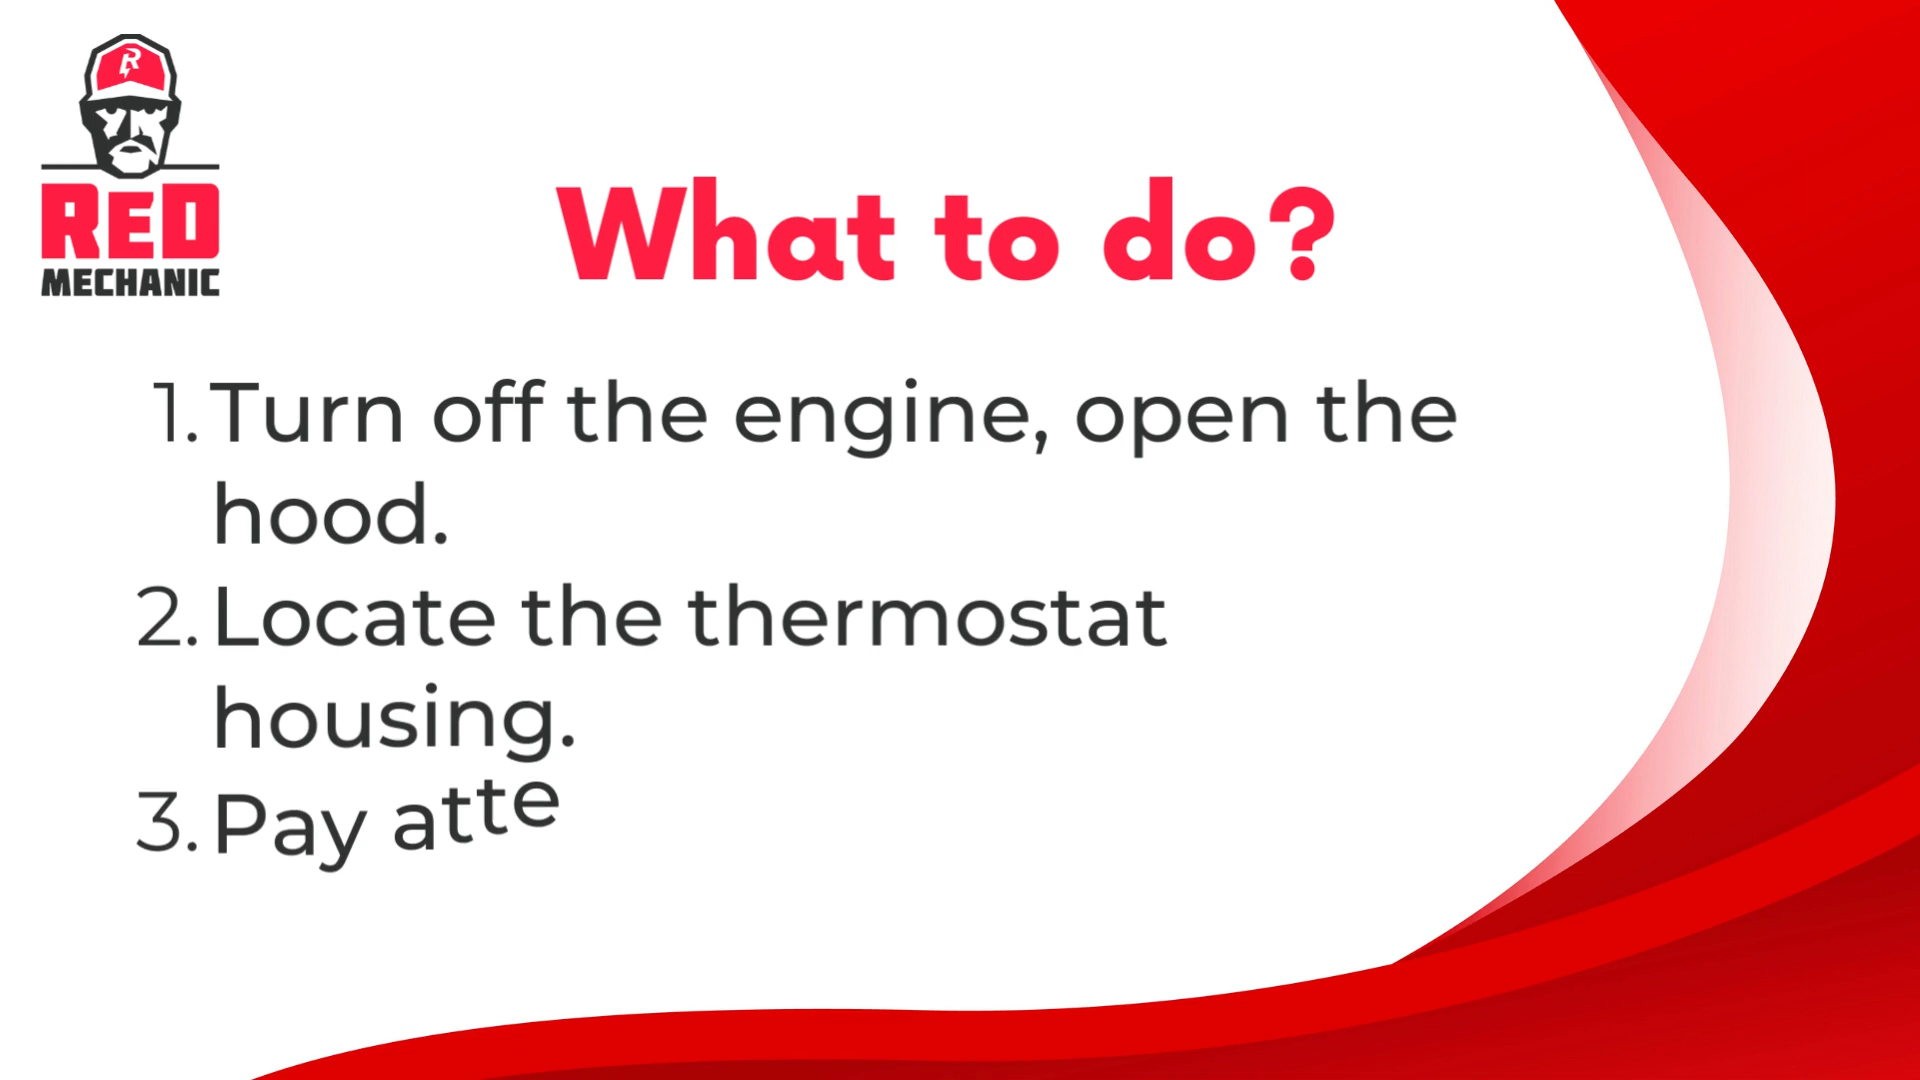 R
RED
MECHANIC
What to do?
1. Turn off the engine, open the
hood.
2. Locate the thermostat
housing.
3. Pay atte